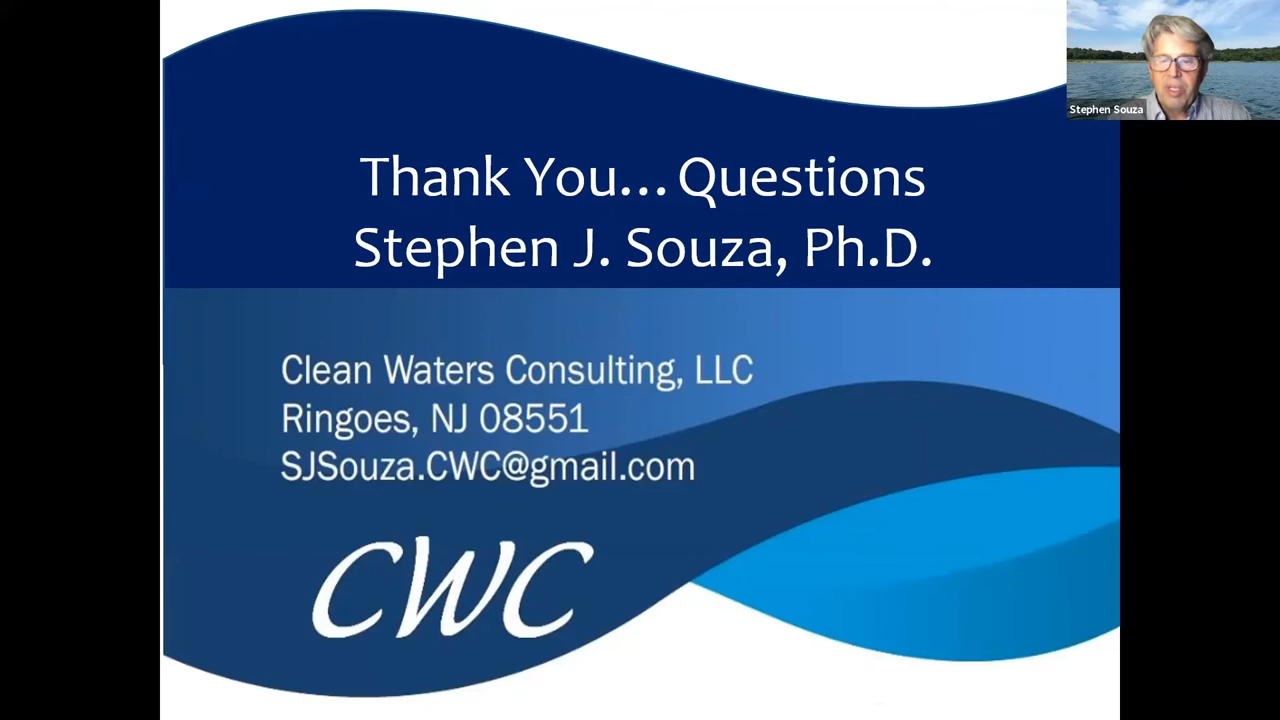 Stephen Souza
Thank You... Questions
Stephen J. Souza, Ph.D.
Clean Waters Consulting, LLC
Ringoes, NJ 08551
SJSouza.CWC@gmail.com
CWC